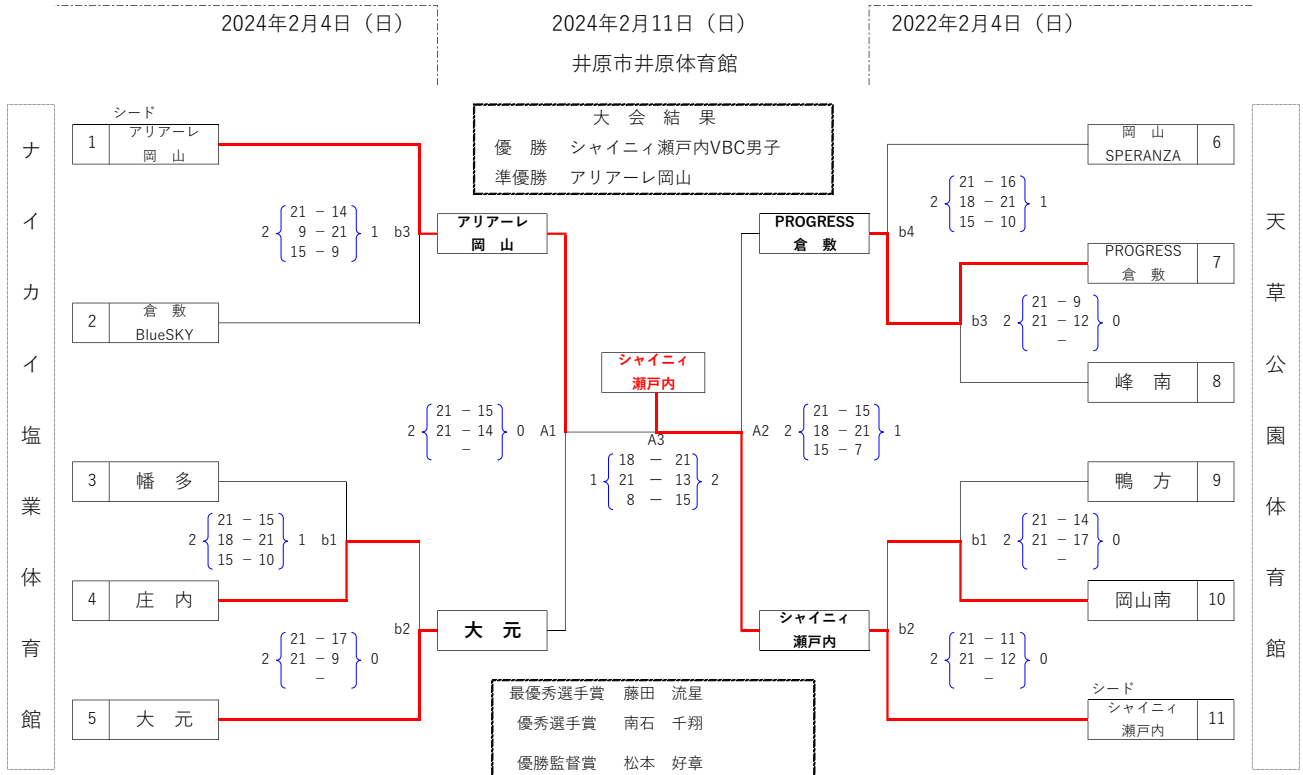 2024年2月4日（日）
2024年2月11日（日）
2022年2月4日（日）
井原市井原体育館
ナイカイ塩業体育館
天草公園体育館
大　会　結　果
優　勝　シャイニィ瀬戸内VBC男子
準優勝　アリアーレ岡山
シード
1
アリアーレ
岡　山
2 21 － 14 1 b3
9 － 21
15 － 9
2
倉　敷
BlueSKY
アリアーレ
岡　山
3 幡　多
2 21 － 15 1 b1
18 － 21
15 － 10
4 庄　内
b2
2 21 － 17 0
21 － 9
－
5 大　元
大　元
2 21 － 15 0 A1
21 － 14
－
シャイニィ
瀬戸内
A3
1 18 － 21 2
21 － 13
8 － 15
PROGRESS
倉　敷
A2 2 21 － 15 1
18 － 21
15 － 7
シャイニィ
瀬戸内
岡　山
SPERANZA
6
b4
2 21 － 16 1
18 － 21
15 － 10
PROGRESS
倉　敷
7
b3 2 21 － 9 0
21 － 12
－
峰　南 8
鴨　方 9
b1 2 21 － 14 0
21 － 17
－
岡山南 10
b2
2 21 － 11 0
21 － 12
－
シード
シャイニィ
瀬戸内
11
最優秀選手賞　藤田　流星
優秀選手賞　南石　千翔
優勝監督賞　松本　好章